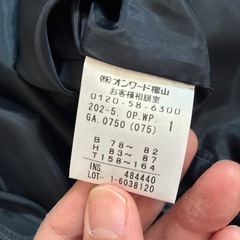 ㈱オンワード樫山
お客様相談室
0120-58-6300
202-5. OP.WP. 1
GA.0750 (075)
B 78~ 82
H 83~ 87
T 158~164
INS. 484440
LOT- 1-6038120